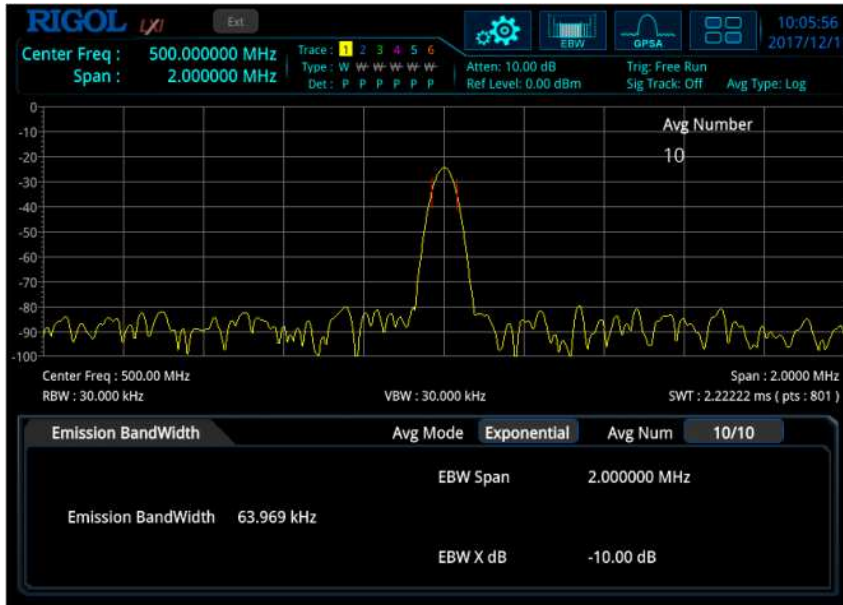 RIGOL LXI Ext 10:05:56
EBW GPSA 2017/12/1
Center Freq : 500.000000 MHz Trace : 1 2 3 4 5 6
Span : 2.000000 MHz Type : W W W W W W Atten: 10.00 dB Trig: Free Run
Det : P P P P P P Ref Level: 0.00 dBm Sig Track: Off Avg Type: Log
0
Avg Number
-10
10
-20
-30
-40
-50
-60
-70
-80
-90
-100
Center Freq : 500.00 MHz Span : 2.0000 MHz
RBW : 30.000 kHz VBW : 30.000 kHz SWT : 2.22222 ms ( pts : 801 )
Emission BandWidth Avg Mode Exponential Avg Num 10/10
EBW Span 2.000000 MHz
Emission BandWidth 63.969 kHz
EBW X dB -10.00 dB